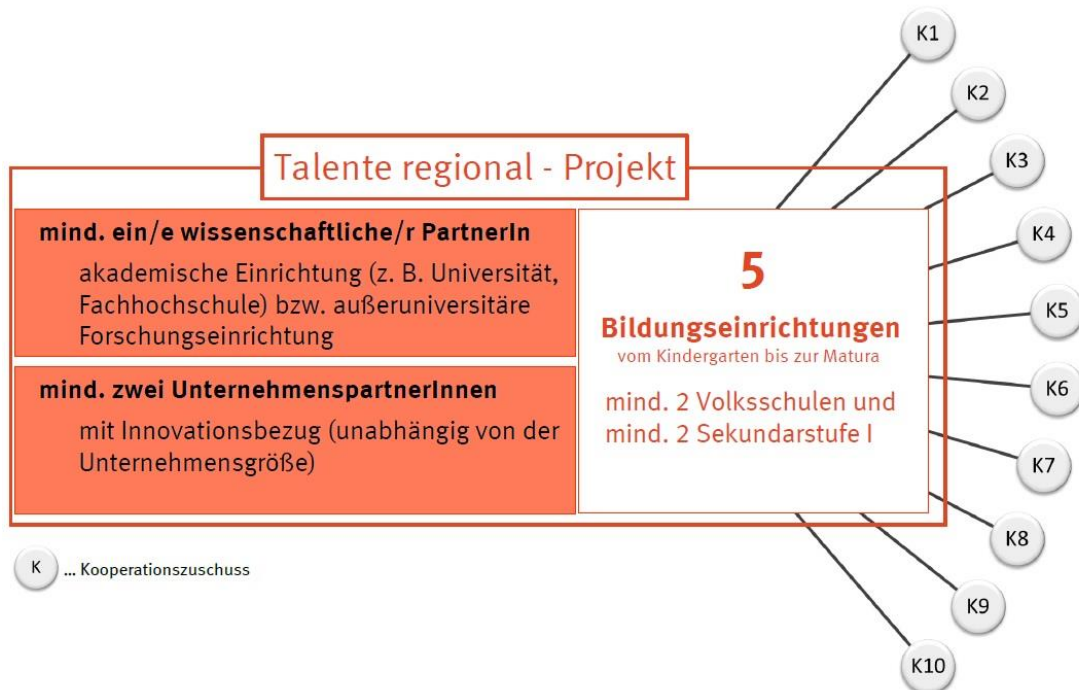 Talente regional - Projekt
mind. ein/e wissenschaftliche/r PartnerIn
akademische Einrichtung (z. B. Universität,
Fachhochschule) bzw. außeruniversitäre
Forschungseinrichtung
mind. zwei UnternehmenspartnerInnen
mit Innovationsbezug (unabhängig von der
Unternehmensgröße)
5
Bildungseinrichtungen
vom Kindergarten bis zur Matura
mind. 2 Volksschulen und
mind. 2 Sekundarstufe I
K1
K2
K3
K4
K5
K6
K7
K8
K9
K10
K ... Kooperationszuschuss